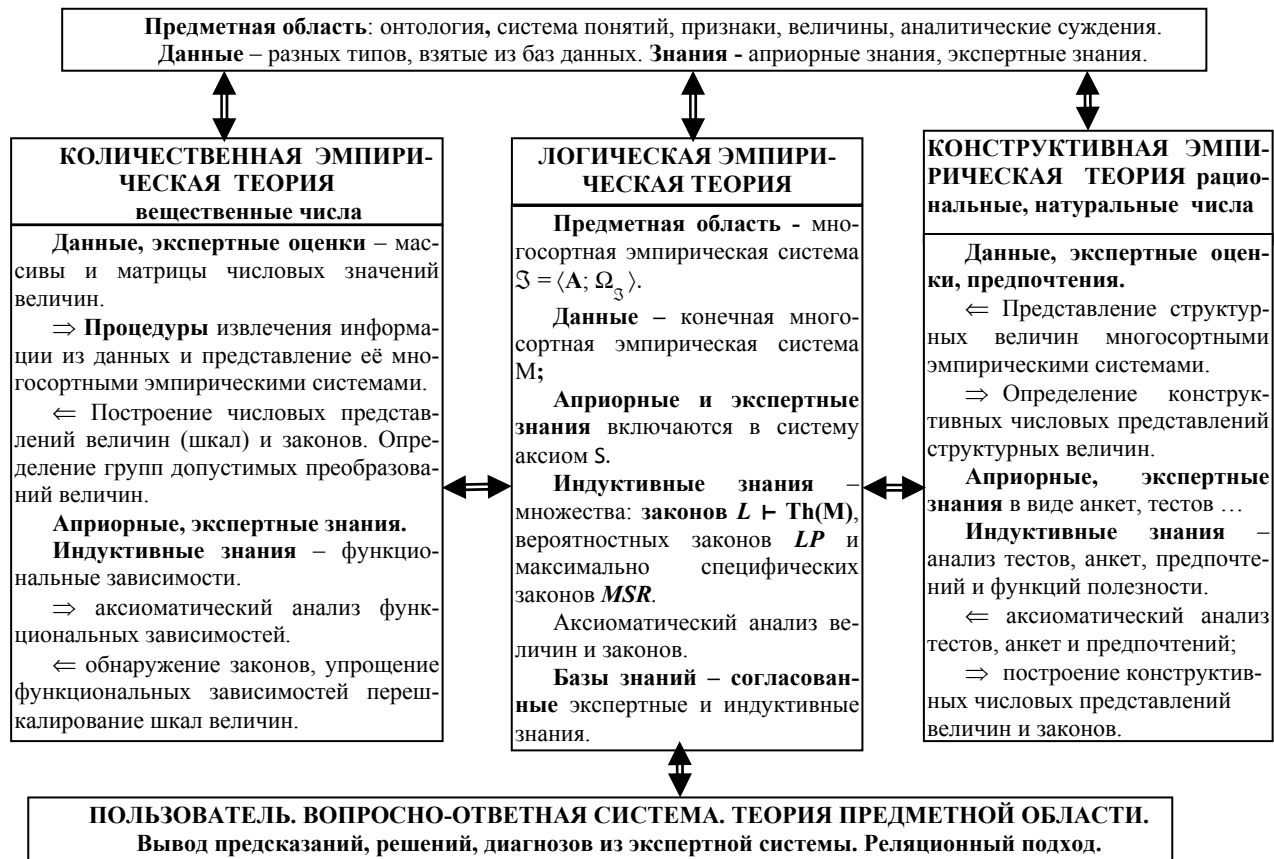 Предметная область: онтология, система понятий, признаки, величины, аналитические суждения.
Данные – разных типов, взятые из баз данных. Знания - априорные знания, экспертные знания.
КОЛИЧЕСТВЕННАЯ ЭМПИРИ-
ЧЕСКАЯ ТЕОРИЯ
вещественные числа
Данные, экспертные оценки – мас-
сивы и матрицы числовых значений
величин.
⇒ Процедуры извлечения информа-
ции из данных и представление её мно-
госортными эмпирическими системами.
⇐ Построение числовых представ-
лений величин (шкал) и законов. Опре-
деление групп допустимых преобразова-
ний величин.
Априорные, экспертные знания.
Индуктивные знания – функцио-
нальные зависимости.
⇒ аксиоматический анализ функ-
циональных зависимостей.
⇐ обнаружение законов, упрощение
функциональных зависимостей переш-
калирование шкал величин.
ЛОГИЧЕСКАЯ ЭМПИРИ-
ЧЕСКАЯ ТЕОРИЯ
Предметная область - мно-
госортная эмпирическая система
ℑ = ⟨A; Ω_ℑ ⟩.
Данные – конечная много-
сортная эмпирическая система
М;
Априорные и экспертные
знания включаются в систему
аксиом S.
Индуктивные знания –
множества: законов L ⊢ Th(M),
вероятностных законов LP и
максимально специфических
законов MSR.
Аксиоматический анализ ве-
личин и законов.
Базы знаний – согласован-
ные экспертные и индуктивные
знания.
КОНСТРУКТИВНАЯ ЭМПИ-
РИЧЕСКАЯ ТЕОРИЯ рацио-
нальные, натуральные числа
Данные, экспертные оцен-
ки, предпочтения.
⇐ Представление структур-
ных величин многосортными
эмпирическими системами.
⇒ Определение конструк-
тивных числовых представлений
структурных величин.
Априорные, экспертные
знания в виде анкет, тестов …
Индуктивные знания –
анализ тестов, анкет, предпочте-
ний и функций полезности.
⇐ аксиоматический анализ
тестов, анкет и предпочтений;
⇒ построение конструктив-
ных числовых представлений
величин и законов.
ПОЛЬЗОВАТЕЛЬ. ВОПРОСНО-ОТВЕТНАЯ СИСТЕМА. ТЕОРИЯ ПРЕДМЕТНОЙ ОБЛАСТИ.
Вывод предсказаний, решений, диагнозов из экспертной системы. Реляционный подход.